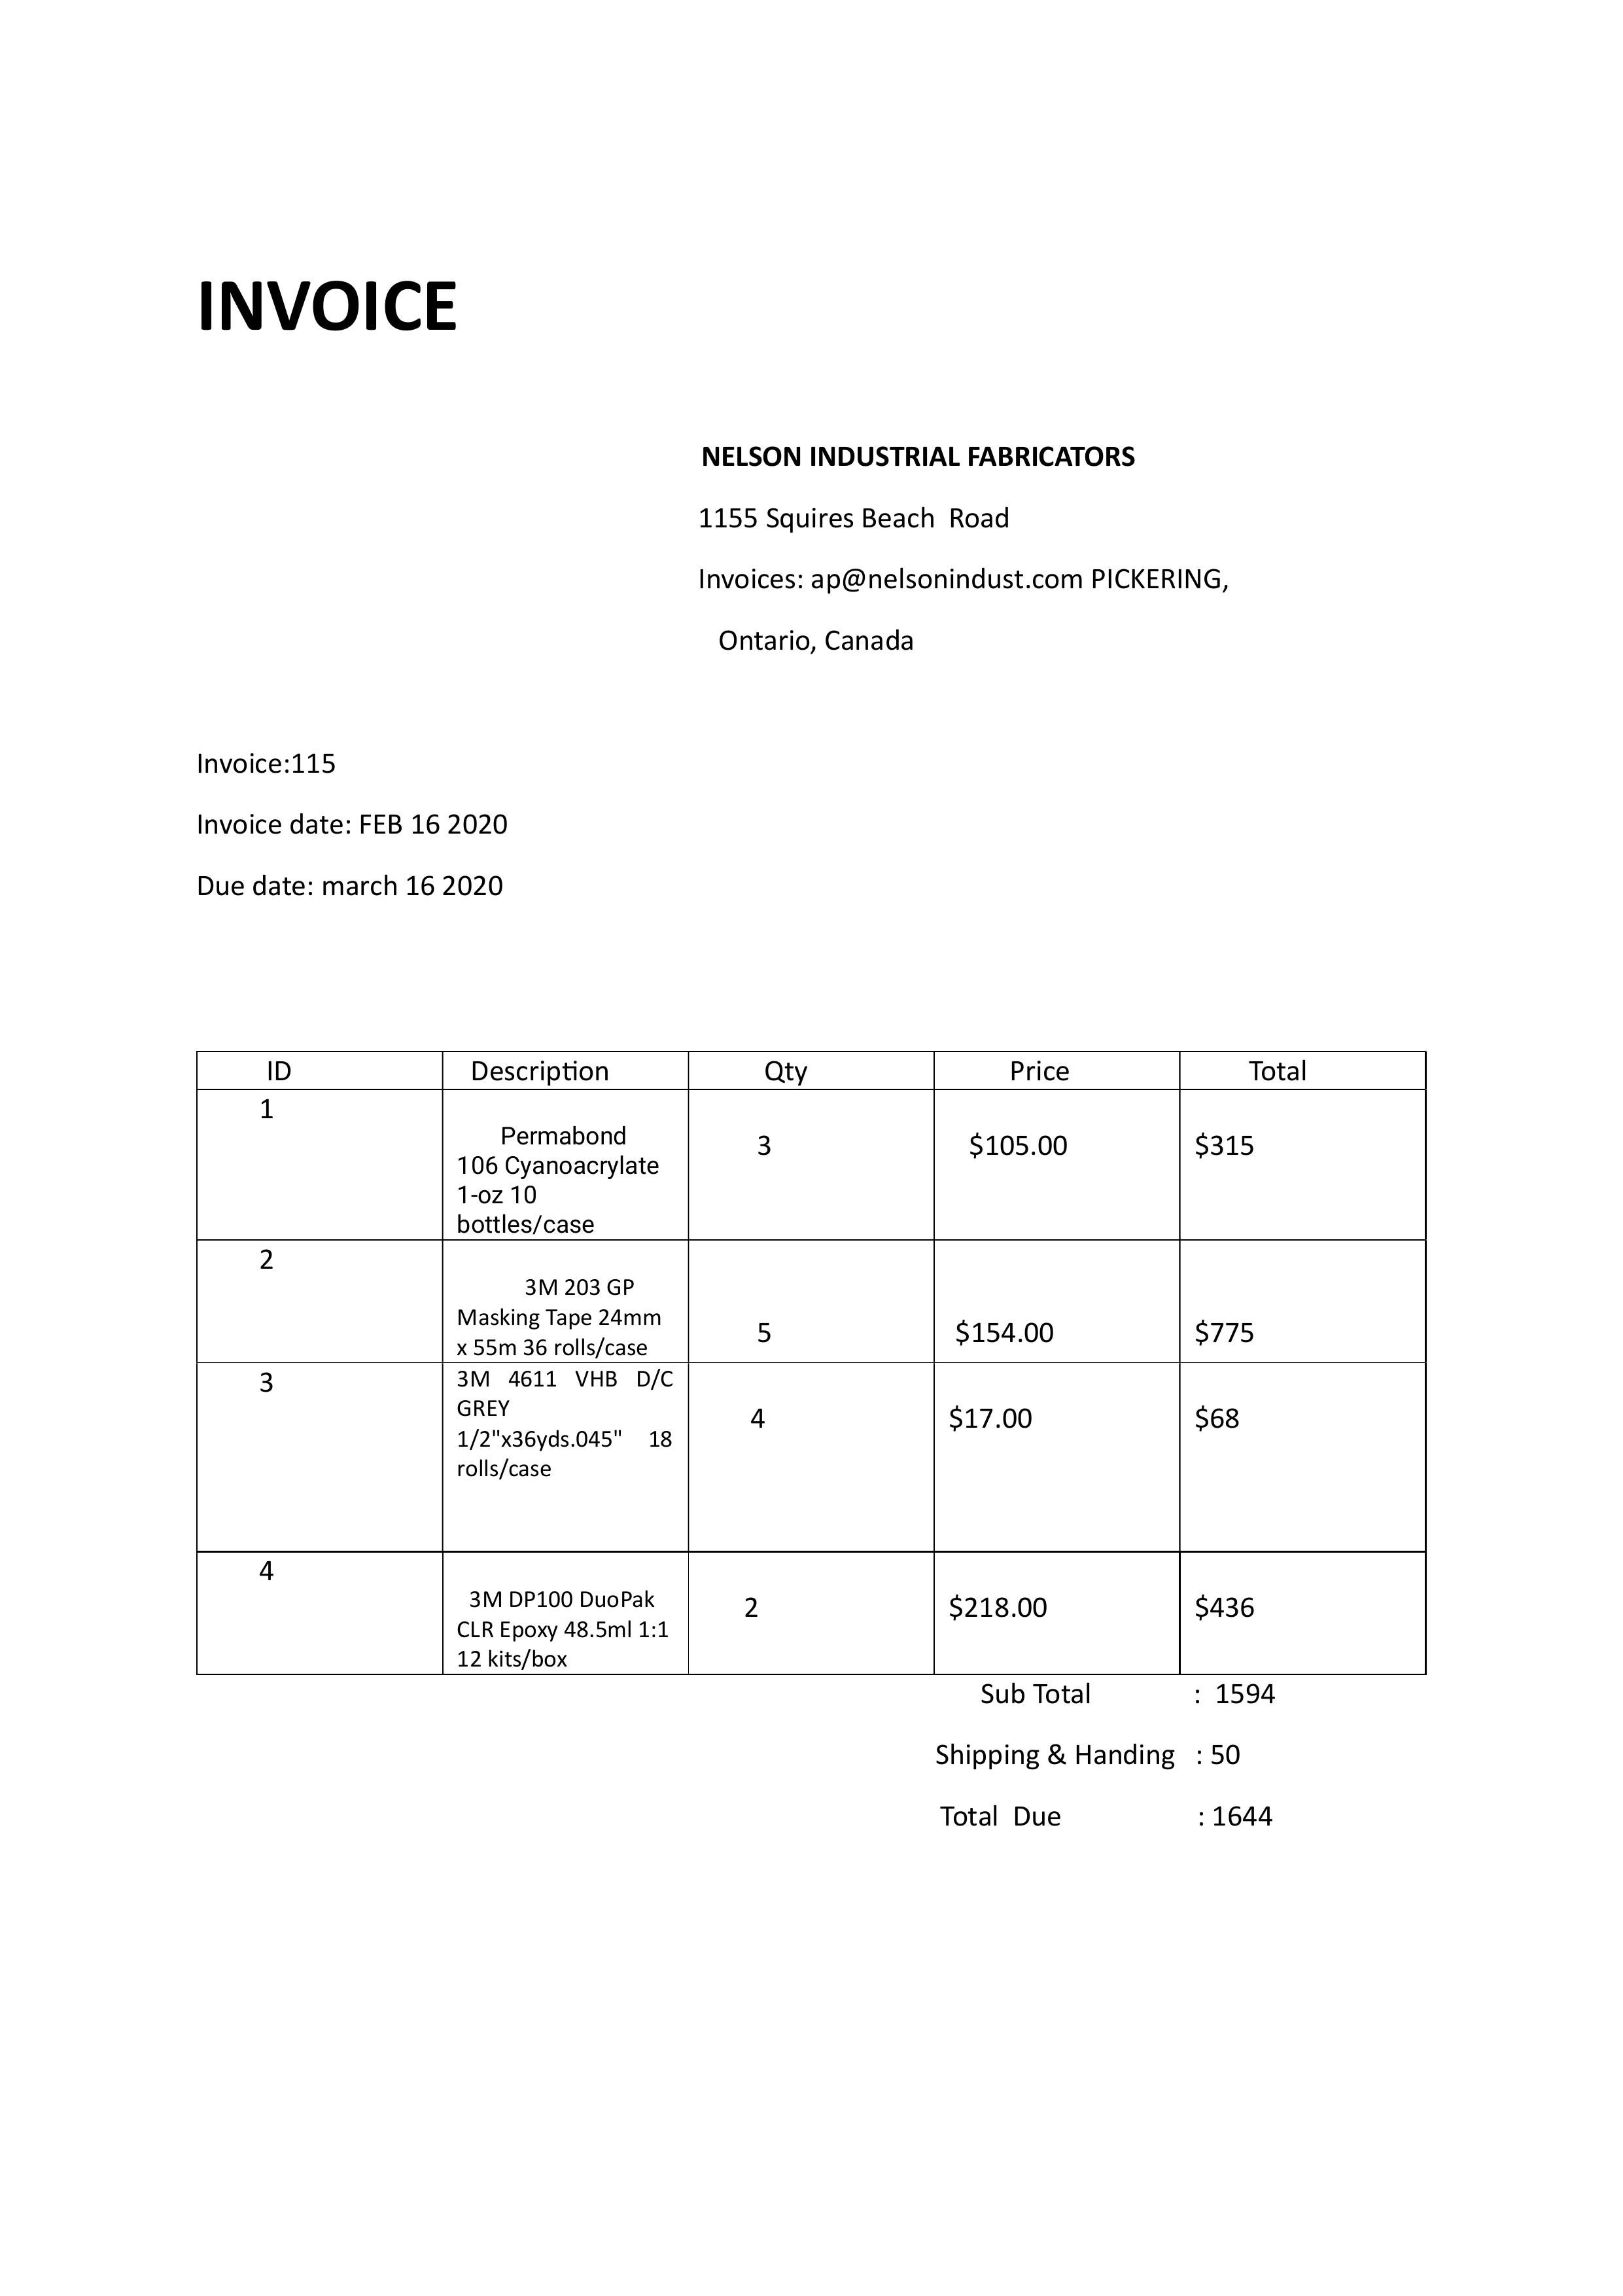 INVOICE
NELSON INDUSTRIAL FABRICATORS
1155 Squires Beach Road
Invoices: ap@nelsonindust.com PICKERING,
Ontario, Canada
Invoice:115
Invoice date: FEB 16 2020
Due date: march 16 2020
ID Description Qty Price Total
1
Permabond
106 Cyanoacrylate
1-oz 10
bottles/case
3 $105.00 $315
2
3M 203 GP
Masking Tape 24mm
x 55m 36 rolls/case
5 $154.00 $775
3
3M 4611 VHB D/C
GREY
1/2"x36yds.045" 18
rolls/case
4 $17.00 $68
4
3M DP100 DuoPak
CLR Epoxy 48.5ml 1:1
12 kits/box
2 $218.00 $436
Sub Total : 1594
Shipping & Handing : 50
Total Due : 1644